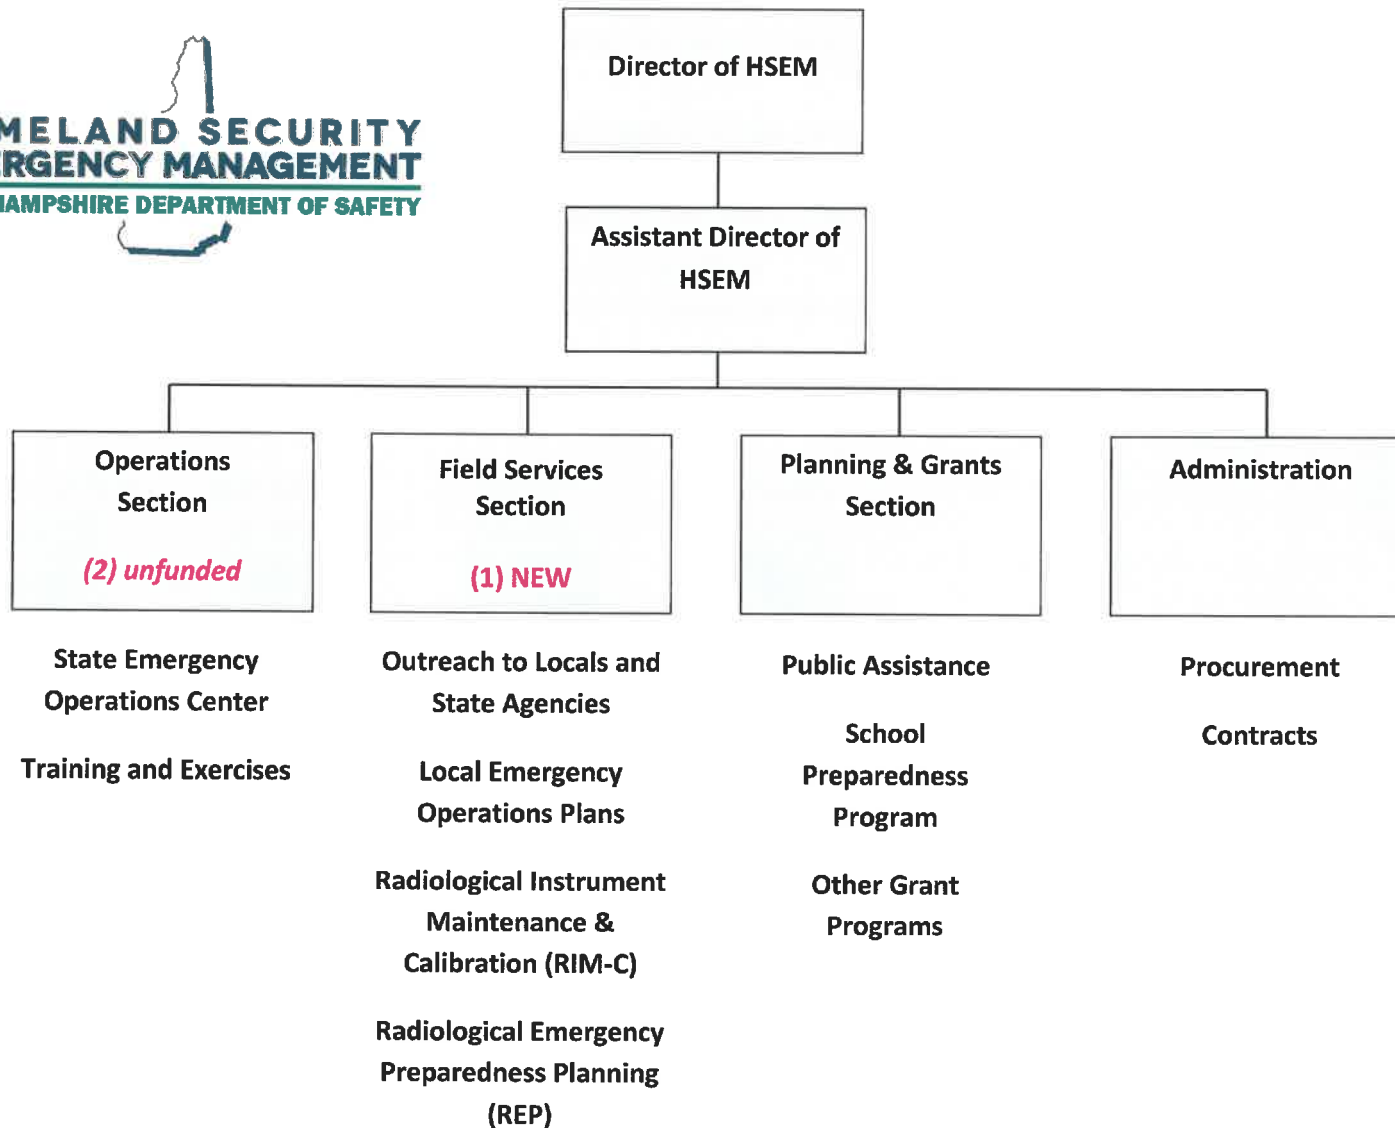 MELAND SECURITY
ERGENCY MANAGEMENT
HAMPSHIRE DEPARTMENT OF SAFETY
Director of HSEM
Assistant Director of
HSEM
Operations
Section
(2) unfunded
State Emergency
Operations Center
Training and Exercises
Field Services
Section
(1) NEW
Outreach to Locals and
State Agencies
Local Emergency
Operations Plans
Radiological Instrument
Maintenance &
Calibration (RIM-C)
Radiological Emergency
Preparedness Planning
(REP)
Planning & Grants
Section
Public Assistance
School
Preparedness
Program
Other Grant
Programs
Administration
Procurement
Contracts